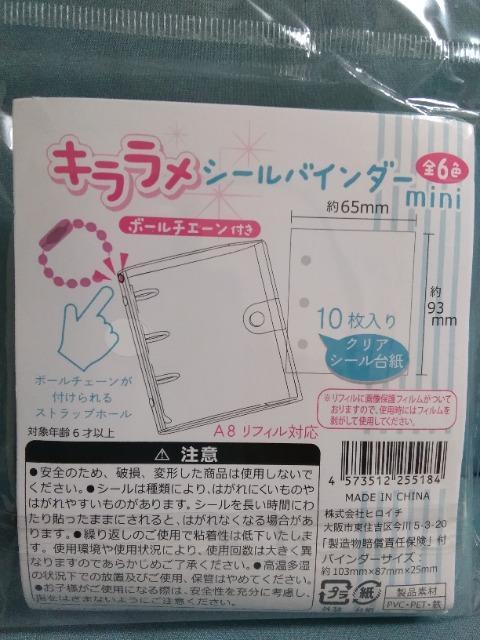 キララメシールバインダー mini
全6色
ボールチェーン付き
約65mm
約93mm
10枚入り
クリアシール台紙
ボールチェーンが
付けられる
ストラップホール
A8 リフィル対応
※リフィルに画像保護フィルムがついて
おりますので、使用時にはフィルムを
剥がして使用してください。
対象年齢6才以上
注意
●安全のため、破損、変形した商品は使用しないで
ください。●シールは種類により、はがれにくいものや
はがれやすいものがあります。シールを長い時間にわ
たり貼ったままにされると、はがれなくなる場合があ
ります。●繰り返しのご使用で粘着性は低下いたしま
す。使用環境や使用状況により、使用回数は大きく異
なりますのであらかじめご了承ください。●高温多湿
の状況下での放置及びご使用、保管はやめてください。
●お子様がご使用になる際は、安全性を充分に考慮し、
4 573512 255184
MADE IN CHINA
株式会社ヒロイチ
大阪市東住吉区今川5-3-20
「製造物賠償責任保険」付
バインダーサイズ:
約103mm×87mm×25mm
プラ
外袋
紙
台紙
製品素材
PVC・PET・鉄